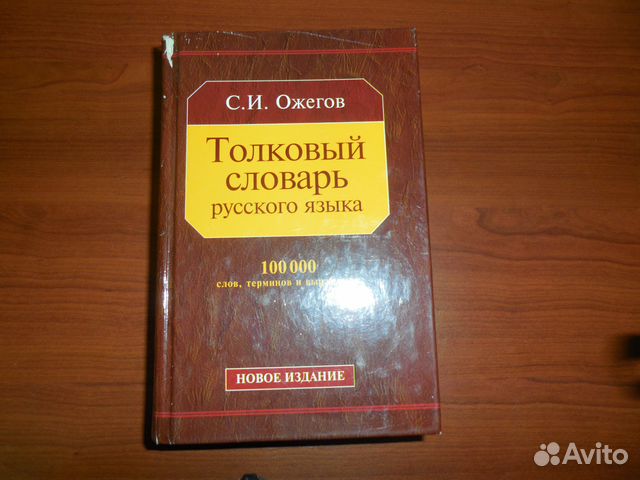 С.И. Ожегов
Толковый
словарь
русского языка
100 000
слов, терминов и
НОВОЕ ИЗДАНИЕ
Avito